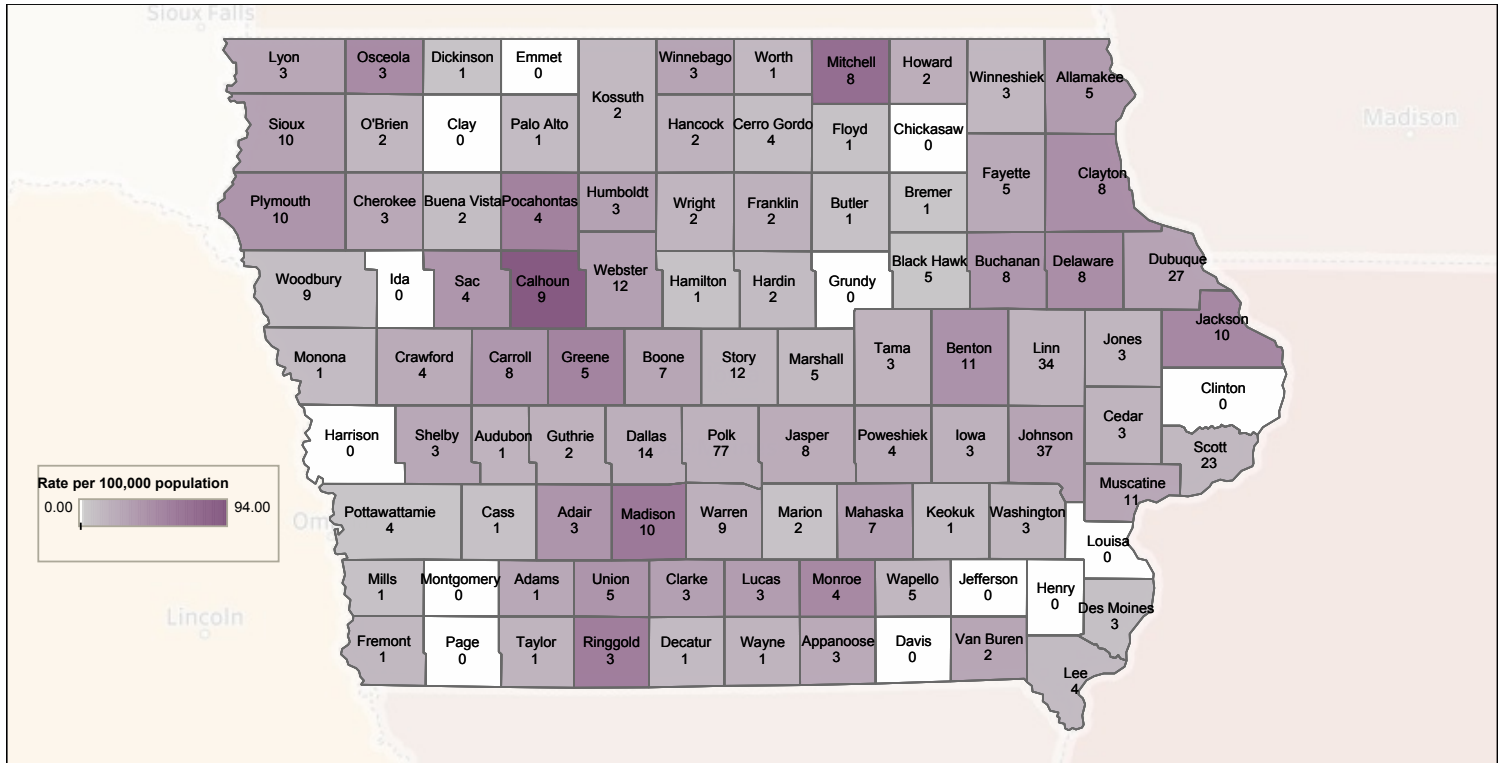 Sioux Falls
Lyon
3
Osceola
3
Dickinson
1
Emmet
0
Kossuth
2
Winnebago
3
Worth
1
Mitchell
8
Howard
2
Winneshiek
3
Allamakee
5
Madison
Sioux
10
O'Brien
2
Clay
0
Palo Alto
1
Hancock
2
Cerro Gordo
4
Floyd
1
Chickasaw
0
Fayette
5
Clayton
8
Plymouth
10
Cherokee
3
Buena Vista
2
Pocahontas
4
Humboldt
3
Wright
2
Franklin
2
Butler
1
Bremer
1
Woodbury
9
Ida
0
Sac
4
Calhoun
9
Webster
12
Hamilton
1
Hardin
2
Grundy
0
Black Hawk
5
Buchanan
8
Delaware
8
Dubuque
27
Jackson
10
Monona
1
Crawford
4
Carroll
8
Greene
5
Boone
7
Story
12
Marshall
5
Tama
3
Benton
11
Linn
34
Jones
3
Clinton
0
Harrison
0
Shelby
3
Audubon
1
Guthrie
2
Dallas
14
Polk
77
Jasper
8
Poweshiek
4
Iowa
3
Johnson
37
Cedar
3
Scott
23
Muscatine
11
Rate per 100,000 population
0.00
94.00
Om
Pottawattamie
4
Cass
1
Adair
3
Madison
10
Warren
9
Marion
2
Mahaska
7
Keokuk
1
Washington
3
Louisa
0
Mills
1
Montgomery
0
Adams
1
Union
5
Clarke
3
Lucas
3
Monroe
4
Wapello
5
Jefferson
0
Henry
0
Des Moines
3
Lincoln
Fremont
1
Page
0
Taylor
1
Ringgold
3
Decatur
1
Wayne
1
Appanoose
3
Davis
0
Van Buren
2
Lee
4